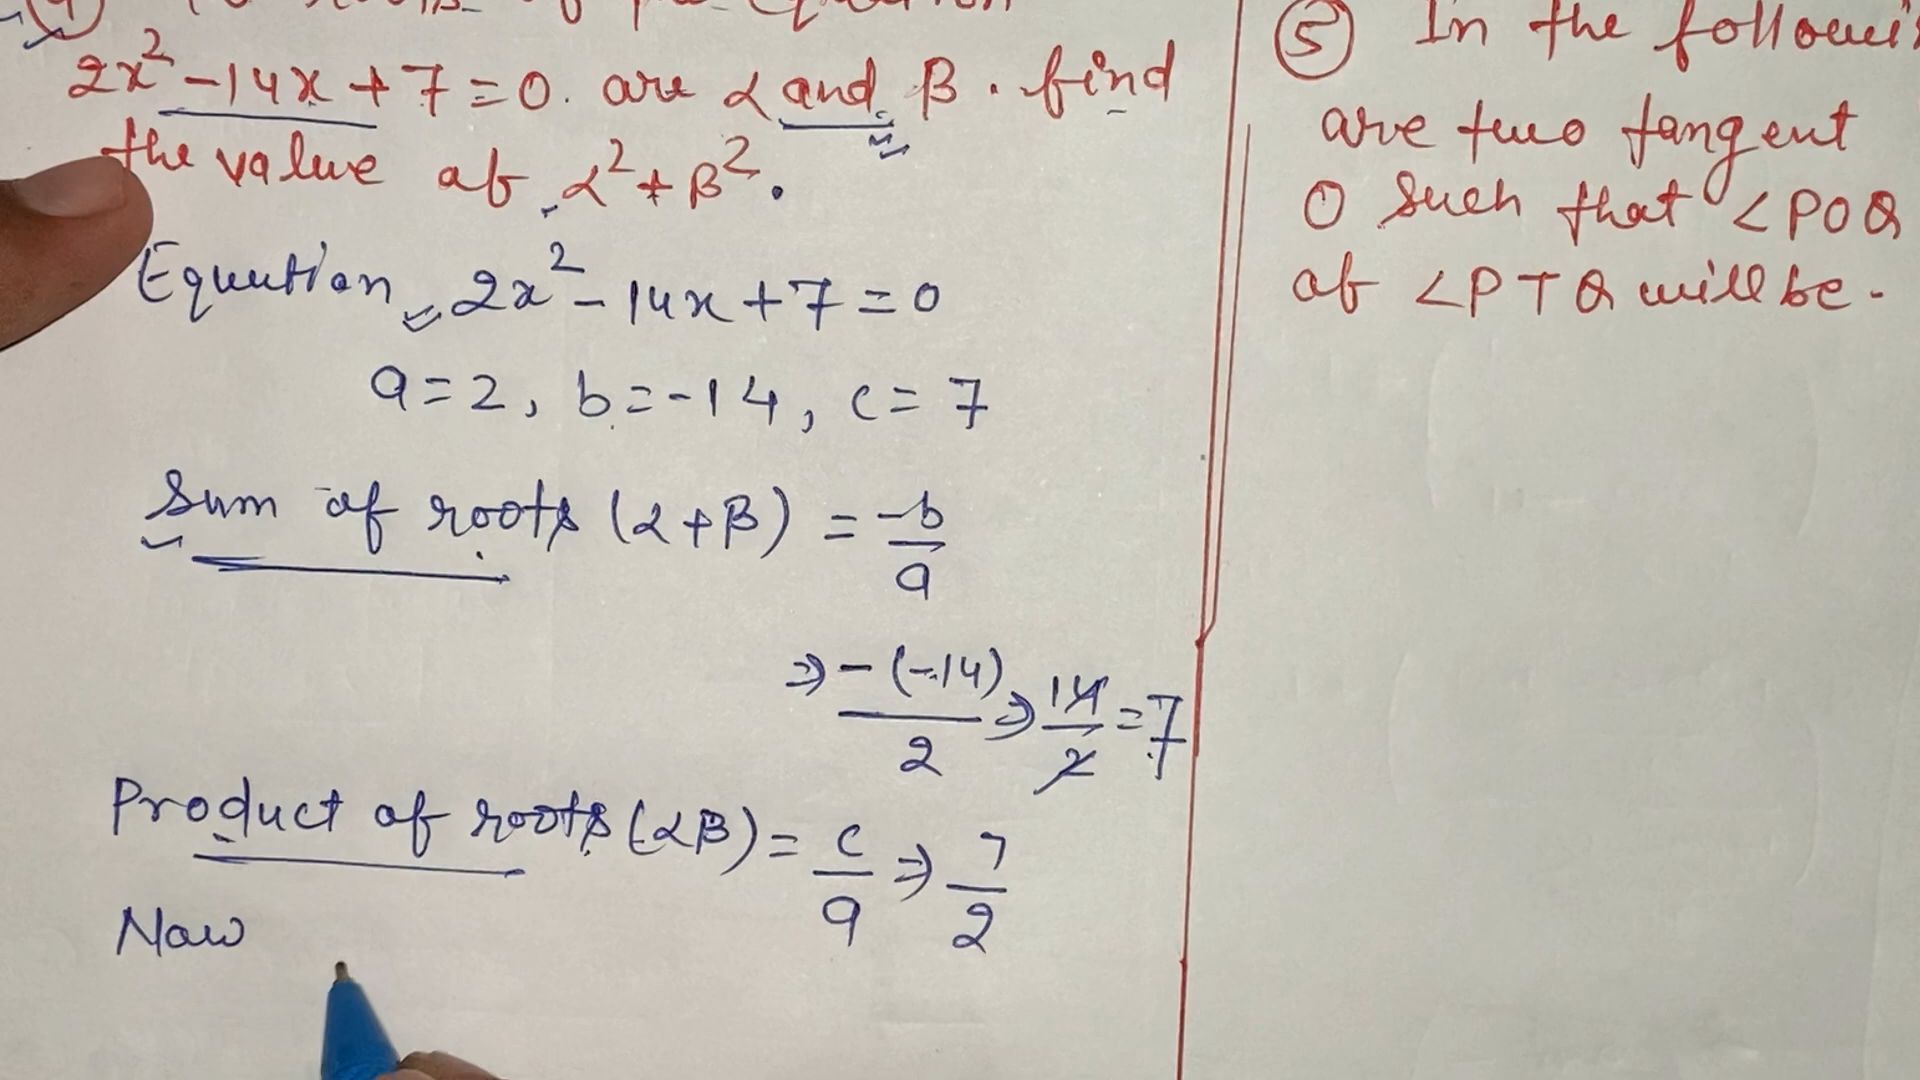 2x² - 14x + 7 = 0. are α and β. find
the value of α² + β².
Equution 2x² - 14x + 7 = 0
a = 2, b = -14, c = 7
Sum of roots (α + β) = -b/a
⇒ -(-14)/2 ⇒ 14/2 = 7
Product of roots (αβ) = c/a ⇒ 7/2
Now
⑤ In the
are two tangent
O such that ∠POQ
of ∠PTQ will be.